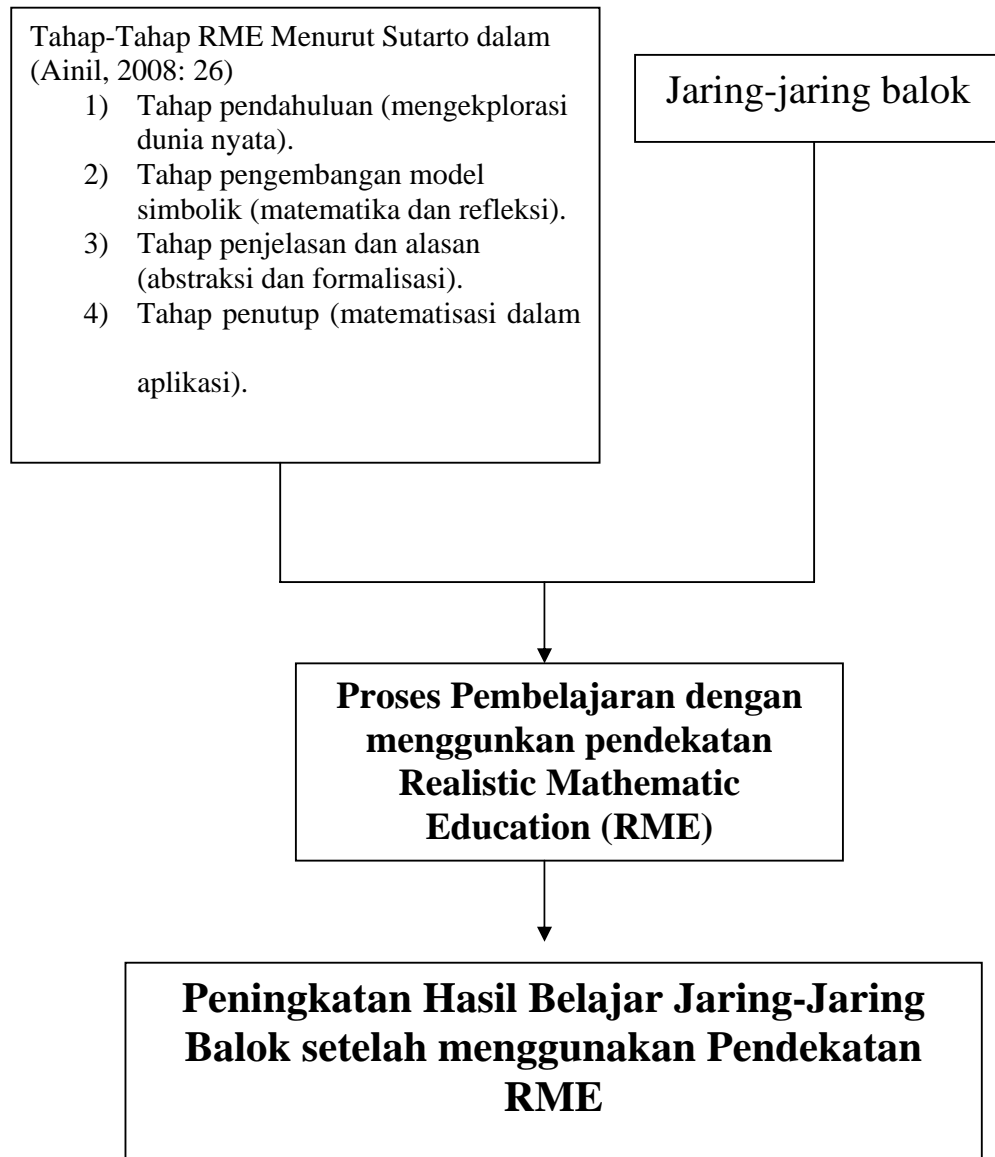 Tahap-Tahap RME Menurut Sutarto dalam
(Ainil, 2008: 26)
1) Tahap pendahuluan (mengekplorasi
dunia nyata).
2) Tahap pengembangan model
simbolik (matematika dan refleksi).
3) Tahap penjelasan dan alasan
(abstraksi dan formalisasi).
4) Tahap penutup (matematisasi dalam
aplikasi).
Jaring-jaring balok
Proses Pembelajaran dengan
menggunkan pendekatan
Realistic Mathematic
Education (RME)
Peningkatan Hasil Belajar Jaring-Jaring
Balok setelah menggunakan Pendekatan
RME